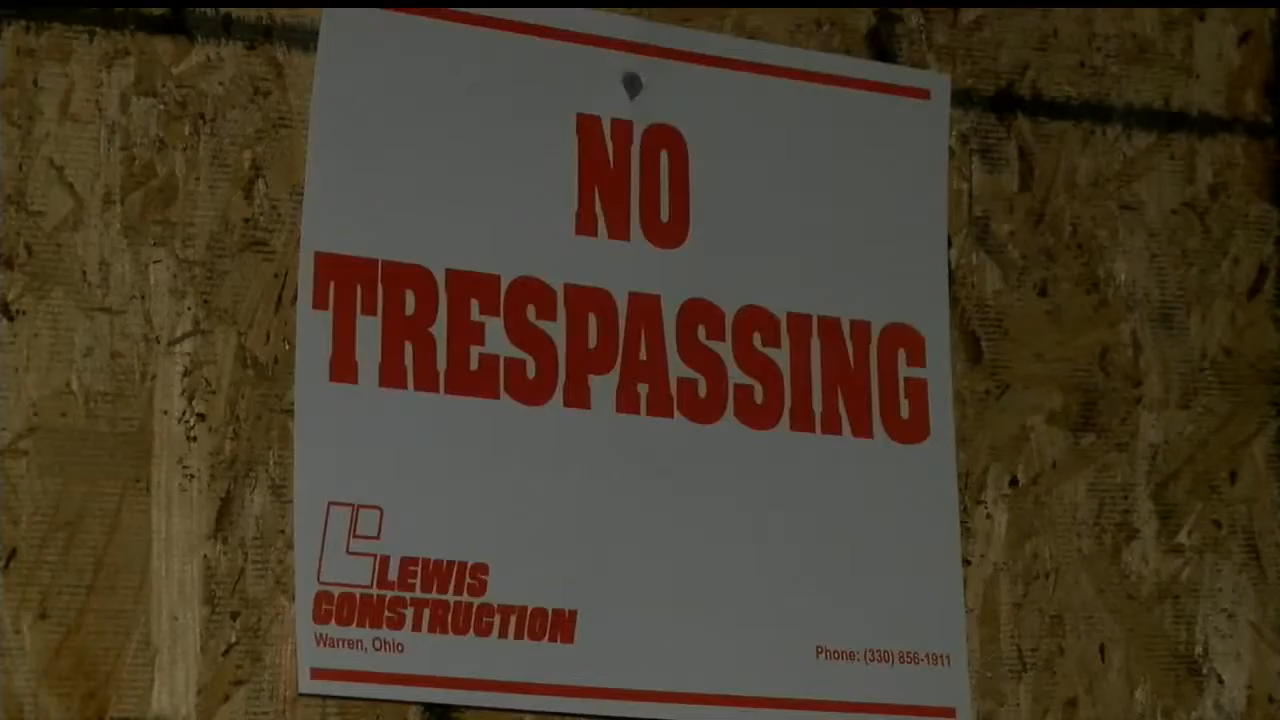 NO
TRESPASSING
LEWIS
CONSTRUCTION
Warren, Ohio
Phone: (330) 856-1911